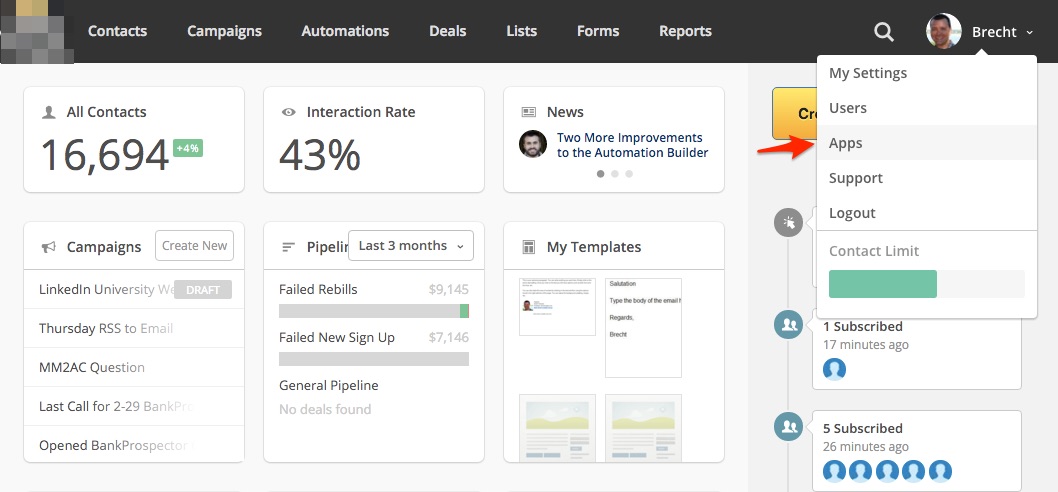 Contacts
Campaigns
Automations
Deals
Lists
Forms
Reports
Brecht
My Settings
Users
Apps
Support
Logout
Contact Limit
All Contacts
16,694 +4%
Interaction Rate
43%
News
Two More Improvements
to the Automation Builder
Campaigns
Create New
LinkedIn University We
DRAFT
Thursday RSS to Email
MM2AC Question
Last Call for 2-29 BankPro
Opened BankProspector
Last 3 months
Failed Rebills $9,145
Failed New Sign Up $7,146
General Pipeline
No deals found
My Templates
Salutation
Type the body of the email
Regards,
Brecht
1 Subscribed
17 minutes ago
5 Subscribed
26 minutes ago